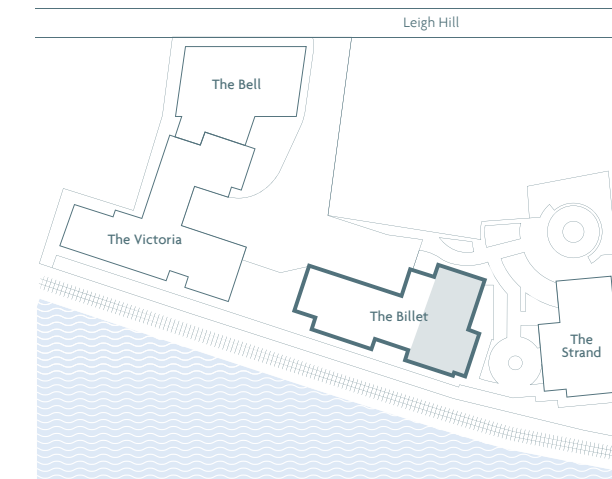 Leigh Hill
The Bell
The Victoria
The Billet
The
Strand